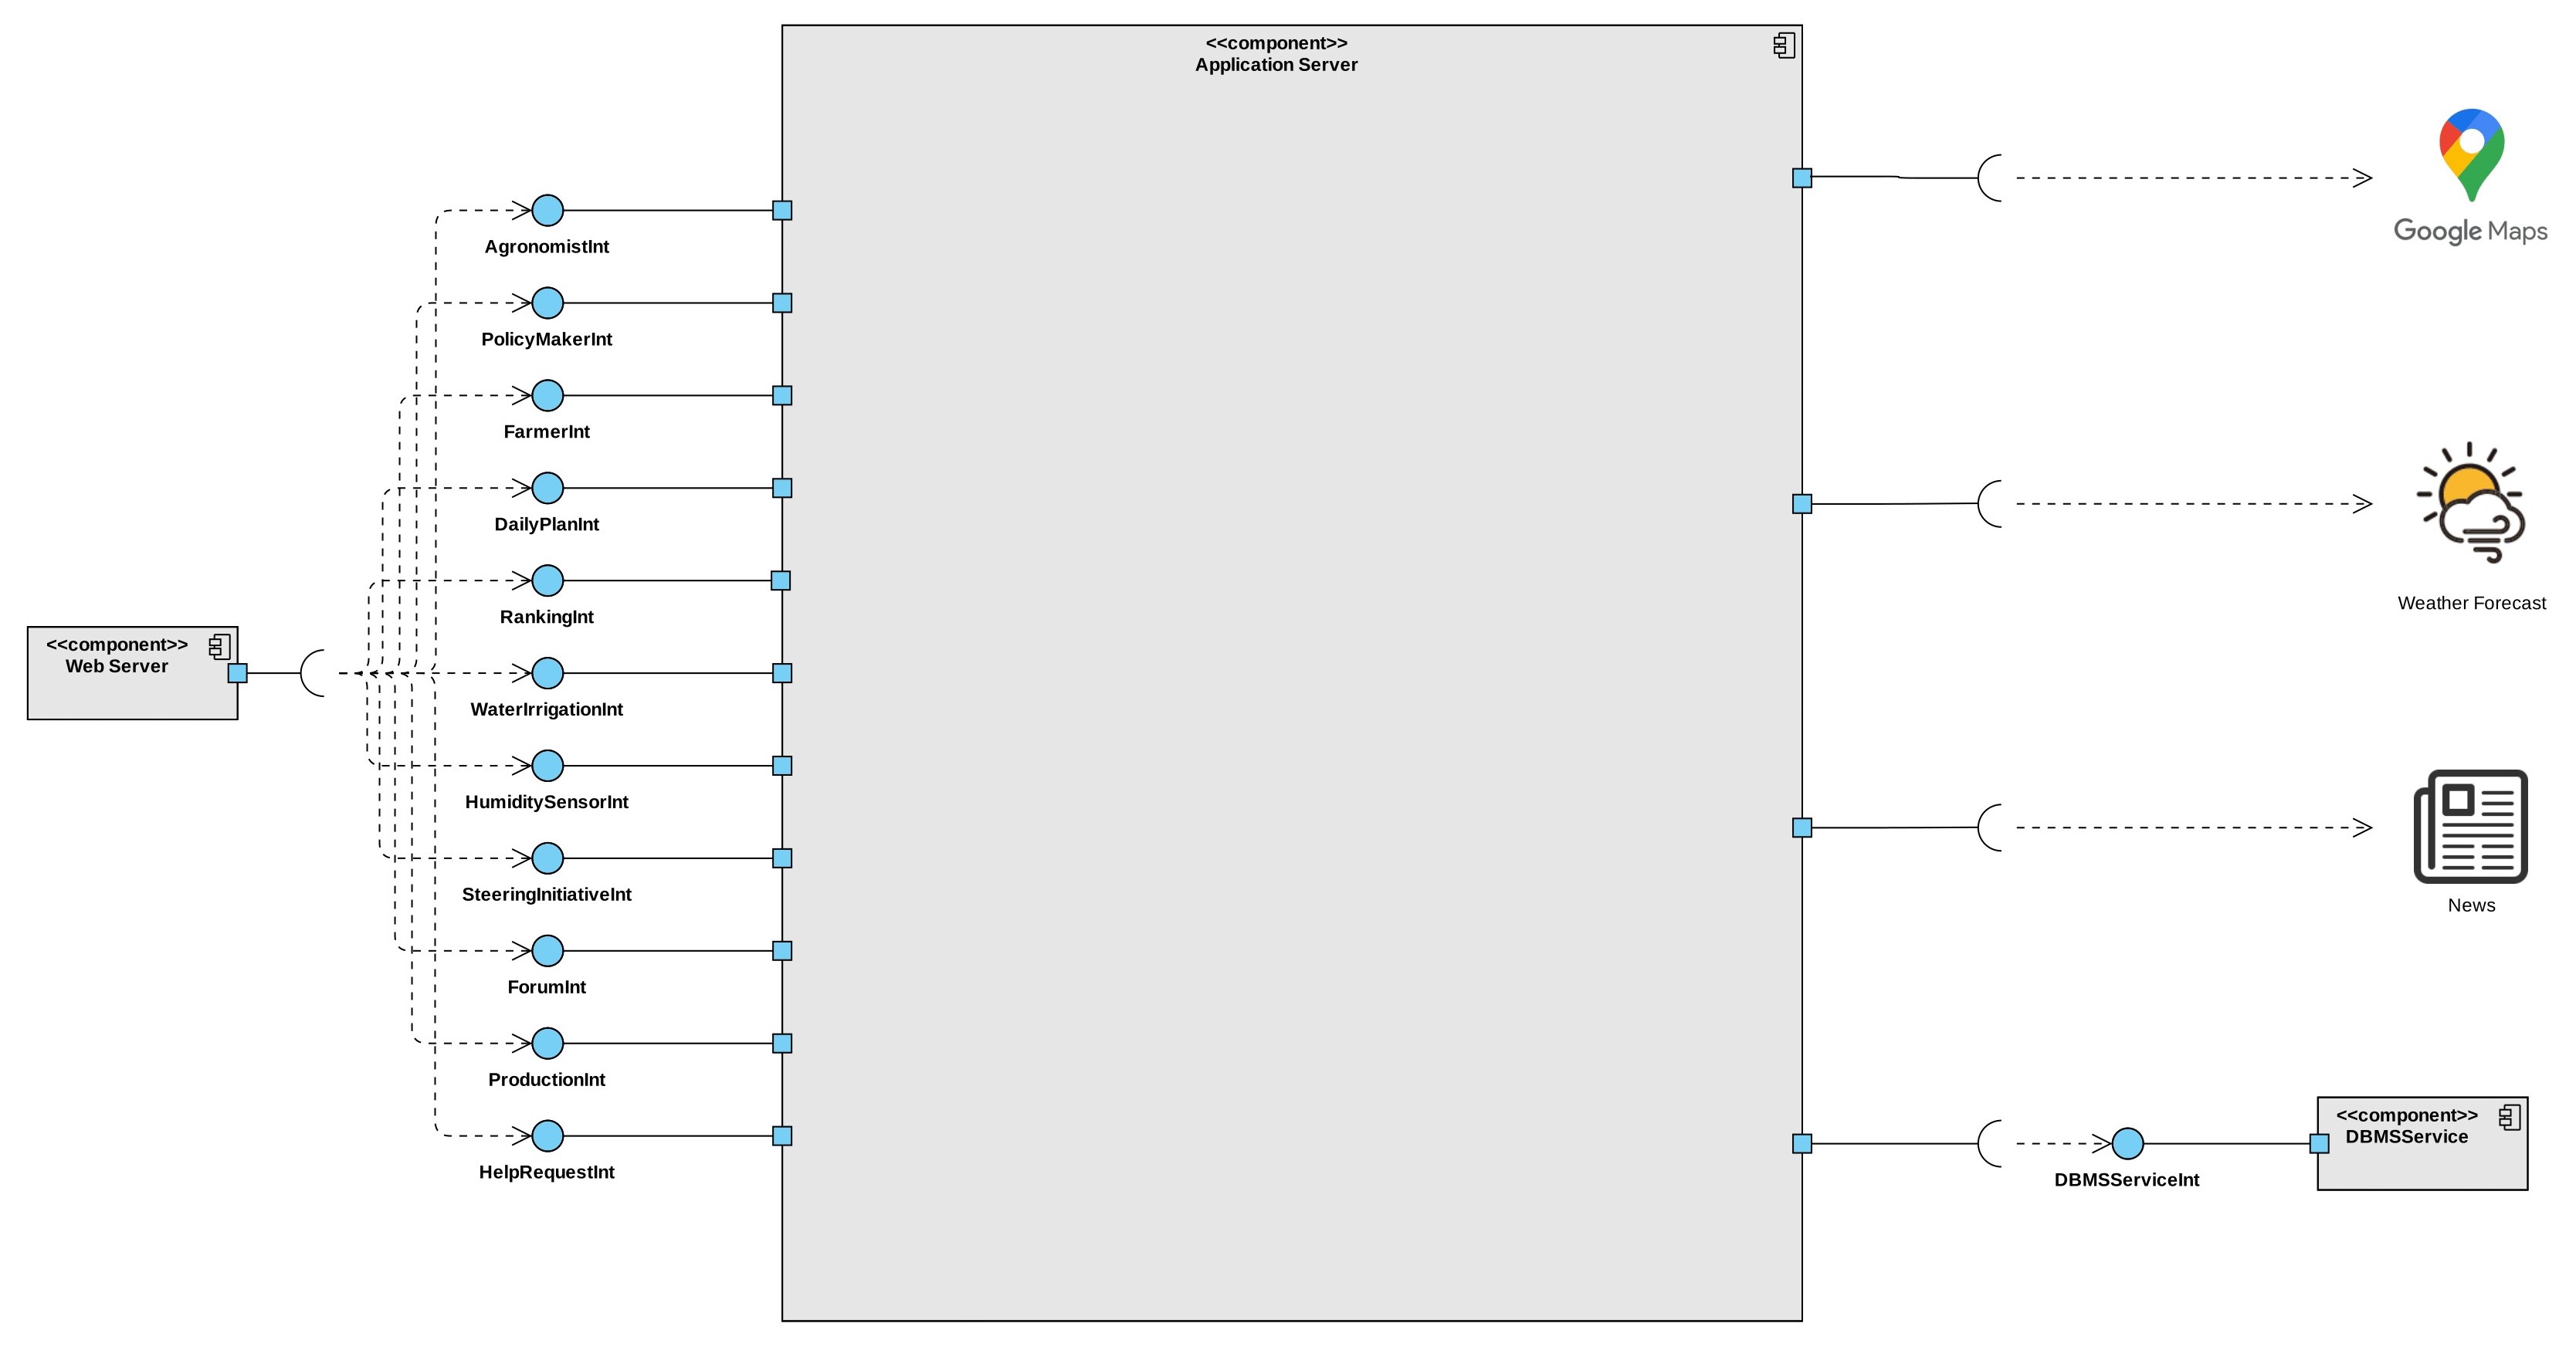 <<component>>
Application Server
Google Maps
AgronomistInt
PolicyMakerInt
FarmerInt
DailyPlanInt
RankingInt
Weather Forecast
<<component>>
Web Server
WaterIrrigationInt
HumiditySensorInt
SteeringInitiativeInt
News
ForumInt
ProductionInt
HelpRequestInt
DBMSServiceInt
<<component>>
DBMSService